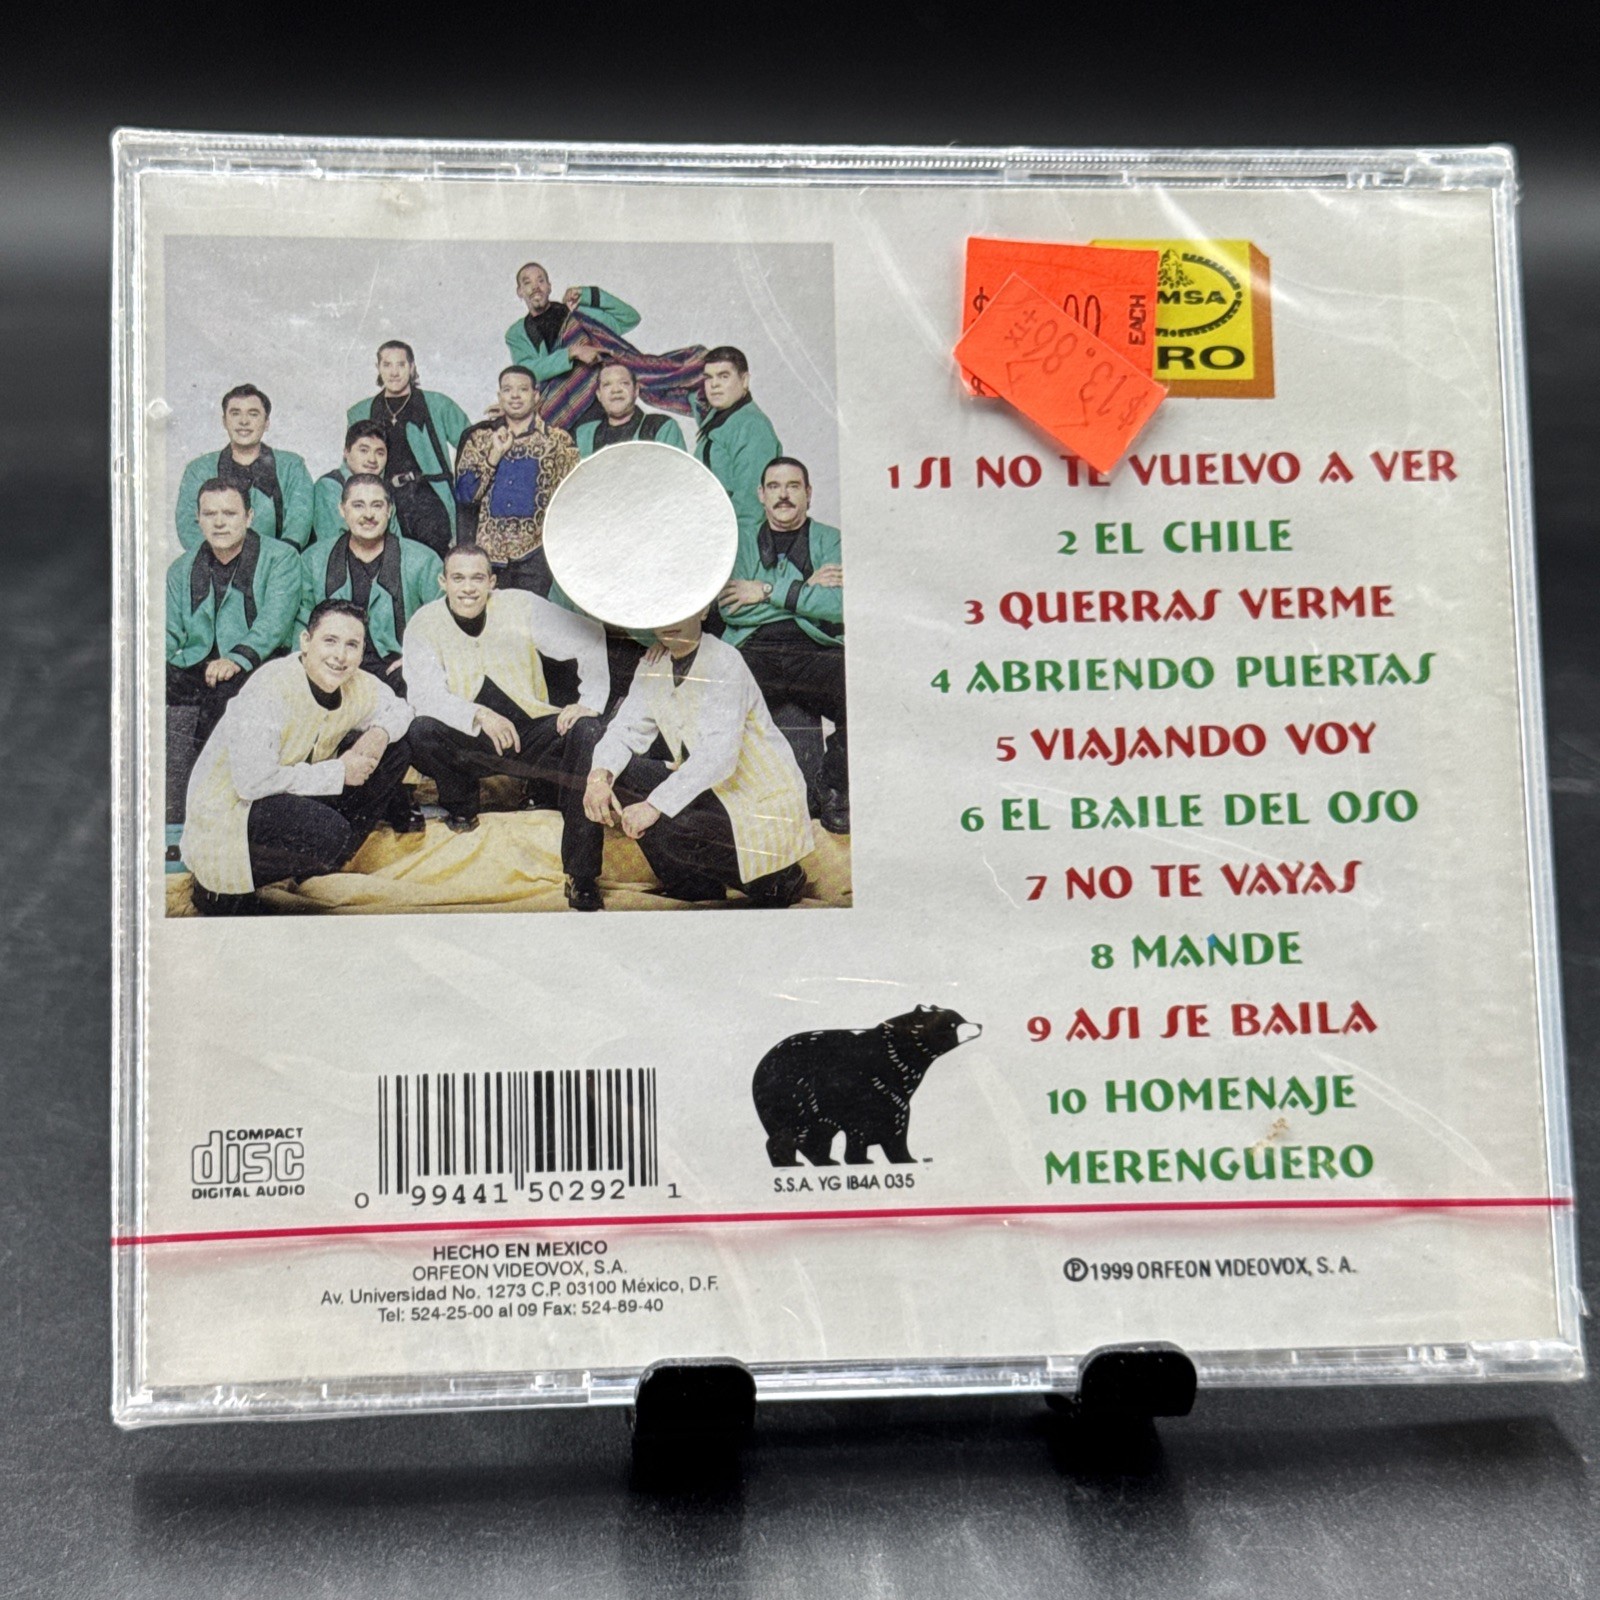 $ 00 EACH
$13.86 +TX
MSA
RO
1 SI NO TE VUELVO A VER
2 EL CHILE
3 QUERRAS VERME
4 ABRIENDO PUERTAS
5 VIAJANDO VOY
6 EL BAILE DEL OSO
7 NO TE VAYAS
8 MANDE
9 ASI SE BAILA
10 HOMENAJE
MERENGUERO
COMPACT
disc
DIGITAL AUDIO
0 99441 50292 1
S.S.A. YG IB4A 035
HECHO EN MEXICO
ORFEON VIDEOVOX, S.A.
Av. Universidad No. 1273 C.P. 03100 México, D.F.
Tel: 524-25-00 al 09 Fax: 524-89-40
℗1999 ORFEON VIDEOVOX, S. A.